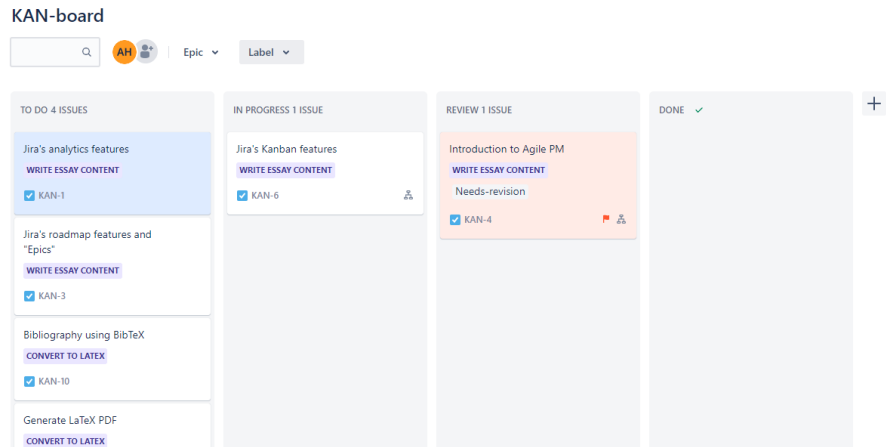 KAN-board
AH
Epic
Label
TO DO 4 ISSUES
Jira's analytics features
WRITE ESSAY CONTENT
KAN-1
Jira's roadmap features and
"Epics"
WRITE ESSAY CONTENT
KAN-3
Bibliography using BibTeX
CONVERT TO LATEX
KAN-10
Generate LaTeX PDF
CONVERT TO LATEX
IN PROGRESS 1 ISSUE
Jira's Kanban features
WRITE ESSAY CONTENT
KAN-6
REVIEW 1 ISSUE
Introduction to Agile PM
WRITE ESSAY CONTENT
Needs-revision
KAN-4
DONE